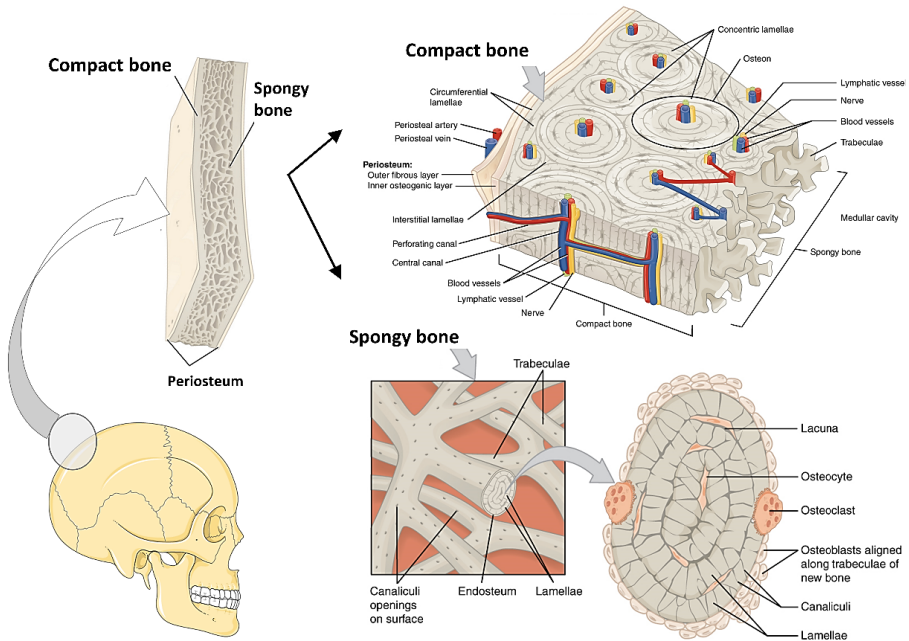 Compact bone
Spongy
bone
Periosteum
Compact bone
Concentric lamellae
Osteon
Lymphatic vessel
Nerve
Blood vessels
Trabeculae
Circumferential
lamellae
Periosteal artery
Periosteal vein
Periosteum:
Outer fibrous layer
Inner osteogenic layer
Interstitial lamellae
Perforating canal
Central canal
Blood vessels
Lymphatic vessel
Nerve
Compact bone
Medullar cavity
Spongy bone
Spongy bone
Trabeculae
Canaliculi
openings
on surface
Endosteum
Lamellae
Lacuna
Osteocyte
Osteoclast
Osteoblasts aligned
along trabeculae of
new bone
Canaliculi
Lamellae